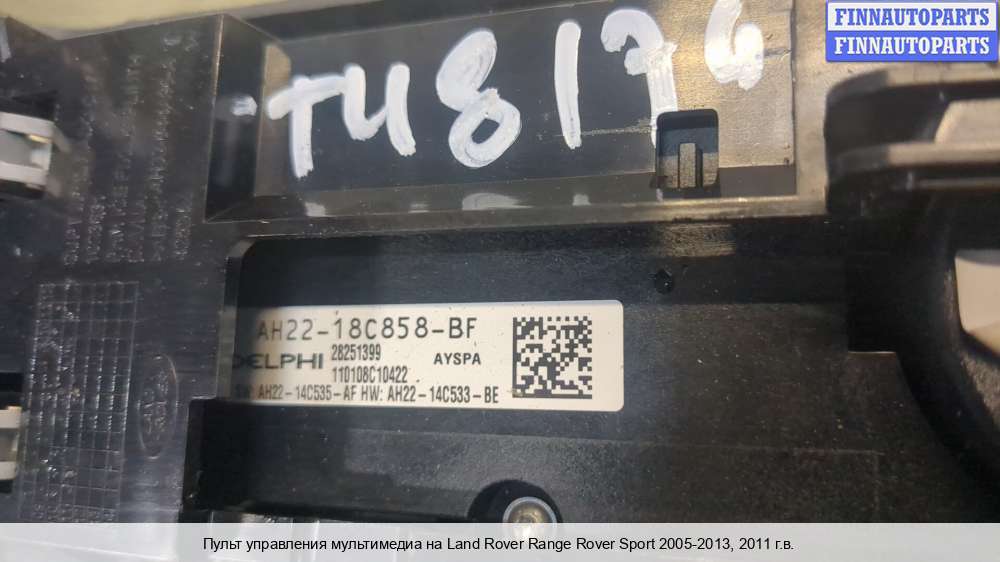 FINNAUTOPARTS
FINNAUTOPARTS
TU8176
AH22-18C858-BF
DELPHI 28251399 AYSPA
110108C10422
SW: AH22-14C535-AF HW: AH22-14C533-BE
Пульт управления мультимедиа на Land Rover Range Rover Sport 2005-2013, 2011 г.в.